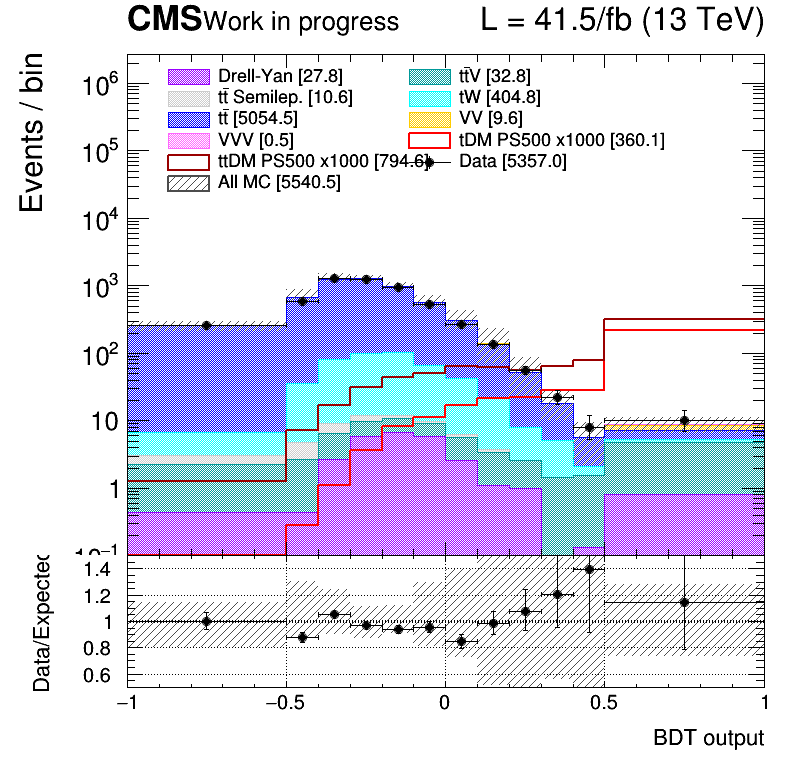 CMS Work in progress L = 41.5/fb (13 TeV)
Events / bin
Drell-Yan [27.8] tt̄V [32.8]
tt̄ Semilep. [10.6] tW [404.8]
tt̄ [5054.5] VV [9.6]
VVV [0.5] tDM PS500 x1000 [360.1]
ttDM PS500 x1000 [794.6] Data [5357.0]
All MC [5540.5]
10⁶
10⁵
10⁴
10³
10²
10
1
10⁻¹
Data/Expected
1.4
1.2
1
0.8
0.6
−1 −0.5 0 0.5 1
BDT output